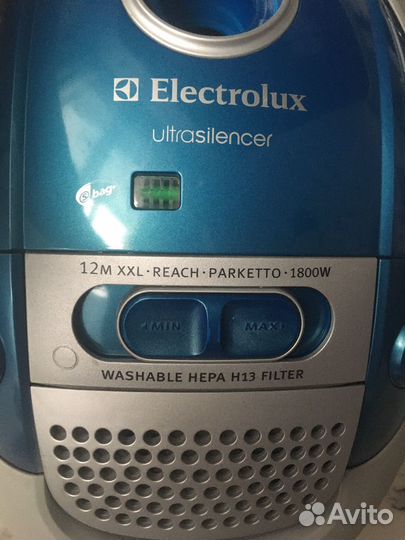 Electrolux
ultrasilencer
s-bag®
12M XXL · REACH · PARKETTO · 1800W
MIN MAX
WASHABLE HEPA H13 FILTER
Avito